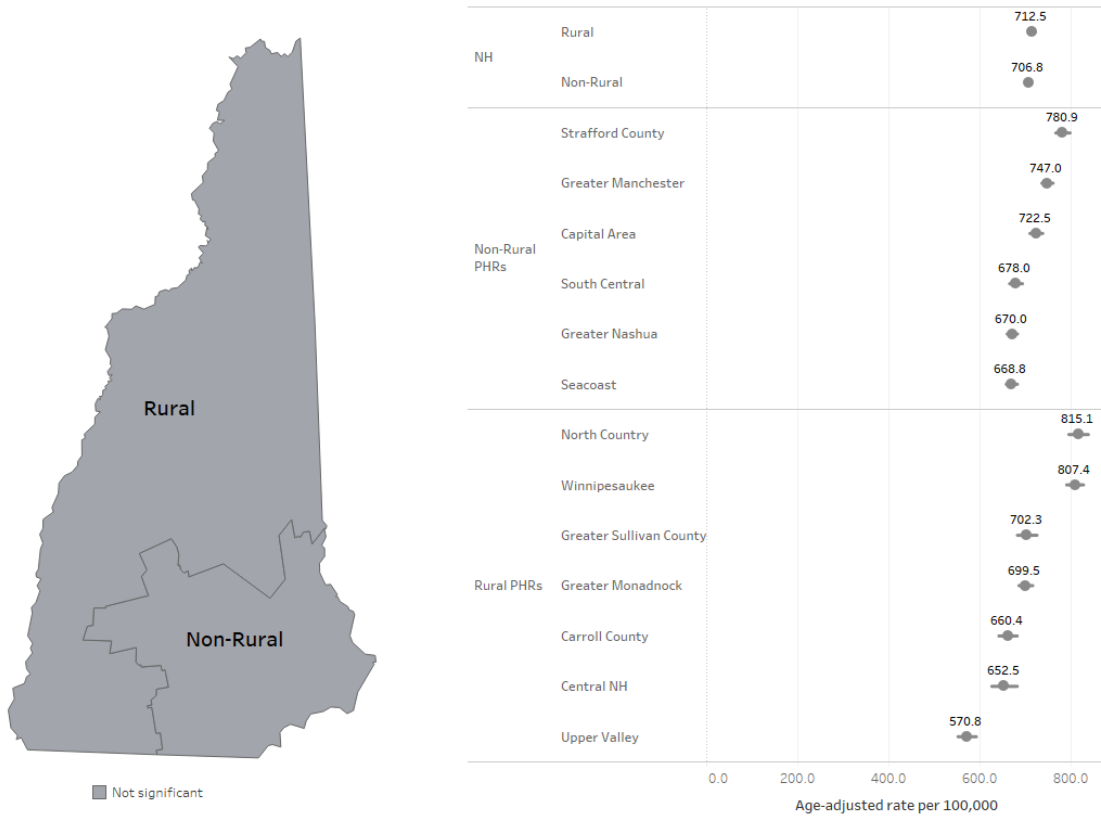 Rural
Non-Rural
Not significant
NH
Rural
712.5
Non-Rural
706.8
Non-Rural
PHRs
Strafford County
780.9
Greater Manchester
747.0
Capital Area
722.5
South Central
678.0
Greater Nashua
670.0
Seacoast
668.8
Rural PHRs
North Country
815.1
Winnipesaukee
807.4
Greater Sullivan County
702.3
Greater Monadnock
699.5
Carroll County
660.4
Central NH
652.5
Upper Valley
570.8
0.0 200.0 400.0 600.0 800.0
Age-adjusted rate per 100,000